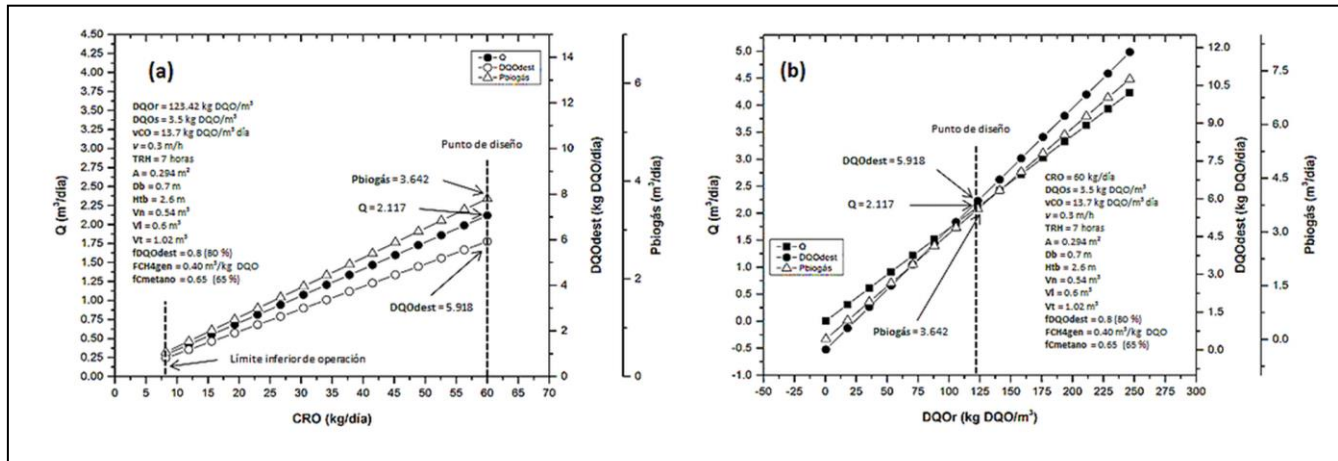 (a)
Q (m³/día)
4.50
4.25
4.00
3.75
3.50
3.25
3.00
2.75
2.50
2.25
2.00
1.75
1.50
1.25
1.00
0.75
0.50
0.25
0.00
DQOr = 123.42 kg DQO/m³
DQOs = 3.5 kg DQO/m³
vCO = 13.7 kg DQO/m³ día
v = 0.3 m/h
TRH = 7 horas
A = 0.294 m²
Db = 0.7 m
Htb = 2.6 m
Vn = 0.54 m³
Vl = 0.6 m³
Vt = 1.02 m³
fDQOdest = 0.8 (80 %)
FCH4gen = 0.40 m³/kg DQO
fCmetano = 0.65 (65 %)
Q
DQOdest
Pbiogás
Punto de diseño
Pbiogás = 3.642
Q = 2.117
DQOdest = 5.918
Límite inferior de operación
0 5 10 15 20 25 30 35 40 45 50 55 60 65 70
CRO (kg/día)
14
13
11
10
8
7
6
4
3
1
0
DQOdest (kg DQO/día)
6
5
4
2
1
0
Pbiogás (m³/día)
(b)
Q (m³/día)
5.0
4.5
4.0
3.5
3.0
2.5
2.0
1.5
1.0
0.5
0.0
-0.5
-1.0
Punto de diseño
DQOdest = 5.918
Q = 2.117
Q
DQOdest
Pbiogás
Pbiogás = 3.642
CRO = 60 kg/día
DQOs = 3.5 kg DQO/m³
vCO = 13.7 kg DQO/m³ día
v = 0.3 m/h
TRH = 7 horas
A = 0.294 m²
Db = 0.7 m
Htb = 2.6 m
Vn = 0.54 m³
Vl = 0.6 m³
Vt = 1.02 m³
fDQOdest = 0.8 (80 %)
FCH4gen = 0.40 m³/kg DQO
fCmetano = 0.65 (65 %)
-50 -25 0 25 50 75 100 125 150 175 200 225 250 275 300
DQOr (kg DQO/m³)
12.0
10.5
9.0
7.5
6.0
4.5
3.0
1.5
0.0
DQOdest (kg DQO/día)
7.5
6.0
4.5
3.0
1.5
0.0
Pbiogás (m³/día)